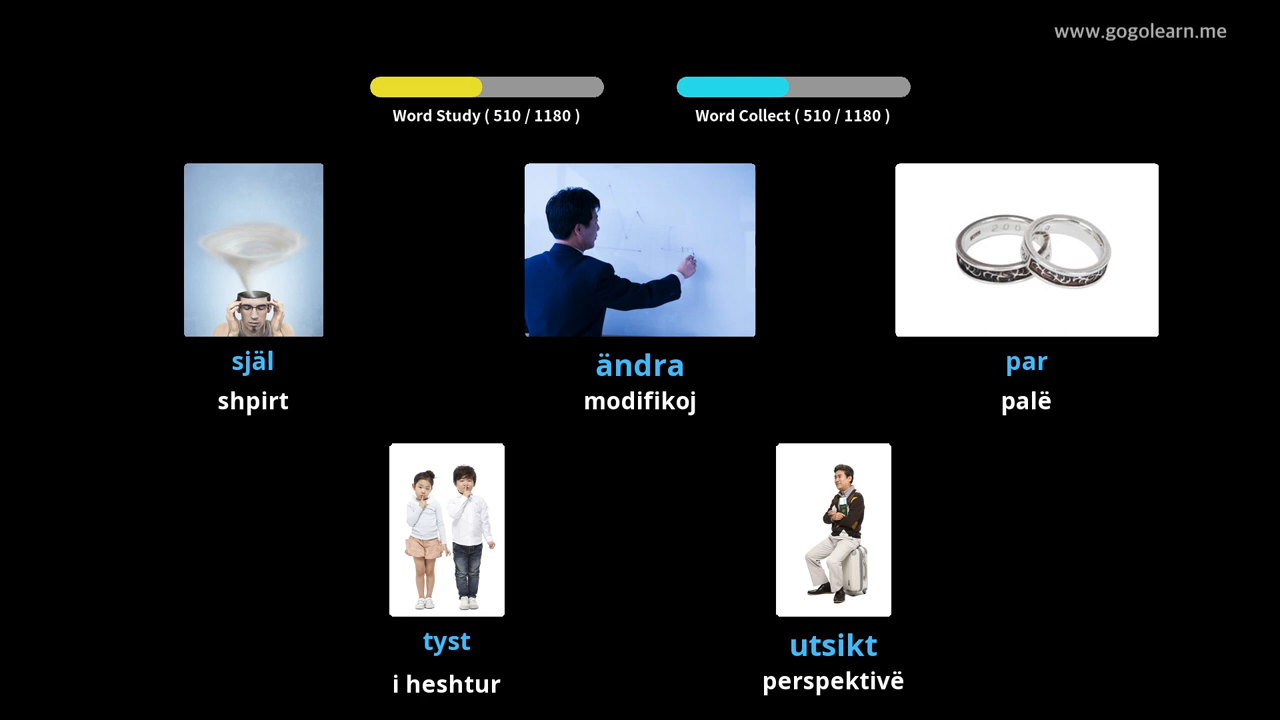 www.gogolearn.me
Word Study ( 510 / 1180 )
Word Collect ( 510 / 1180 )
själ
shpirt
ändra
modifikoj
par
palë
tyst
i heshtur
utsikt
perspektivë